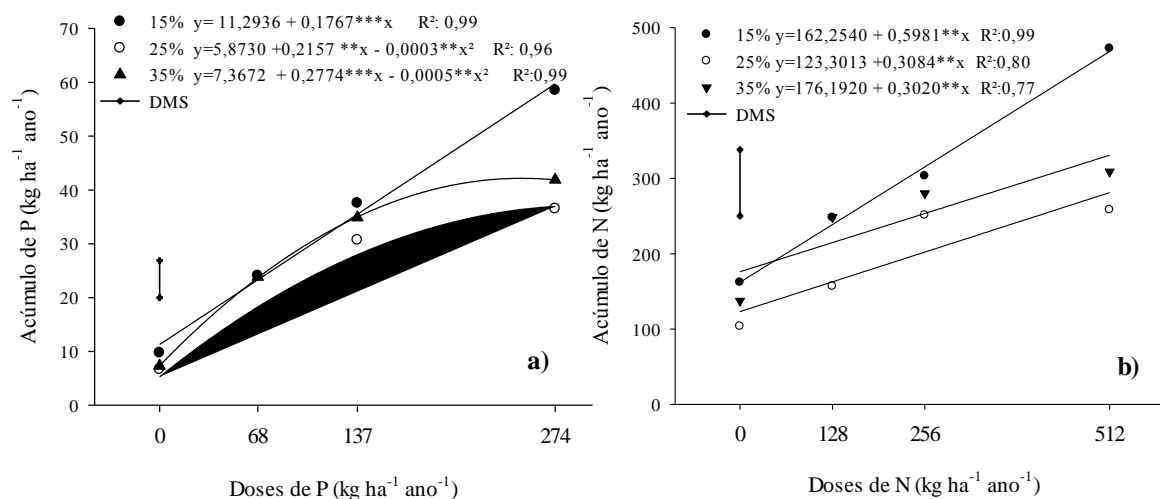 15% y= 11,2936 + 0,1767***x R²: 0,99
25% y=5,8730 +0,2157 **x - 0,0003**x² R²: 0,96
35% y=7,3672 + 0,2774***x - 0,0005**x² R²:0,99
DMS
Acúmulo de P (kg ha⁻¹ ano⁻¹)
70
60
50
40
30
20
10
0
a)
0 68 137 274
Doses de P (kg ha⁻¹ ano⁻¹)
15% y=162,2540 + 0,5981**x R²:0,99
25% y=123,3013 + 0,3084**x R²:0,80
35% y=176,1920 + 0,3020**x R²:0,77
DMS
Acúmulo de N (kg ha⁻¹ ano⁻¹)
500
400
300
200
100
0
b)
0 128 256 512
Doses de N (kg ha⁻¹ ano⁻¹)